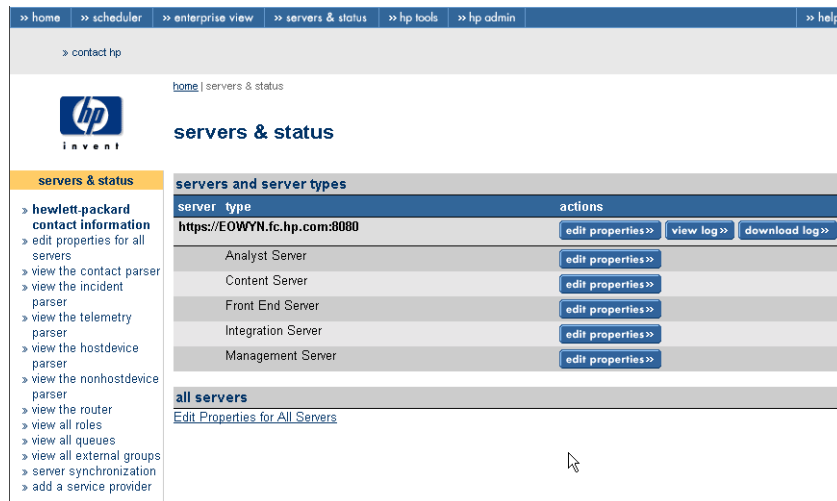 » home » scheduler » enterprise view » servers & status » hp tools » hp admin » help
» contact hp
home | servers & status
hp
invent
servers & status
servers & status
» hewlett-packard
contact information
» edit properties for all
servers
» view the contact parser
» view the incident
parser
» view the telemetry
parser
» view the hostdevice
parser
» view the nonhostdevice
parser
» view the router
» view all roles
» view all queues
» view all external groups
» server synchronization
» add a service provider
servers and server types
server type actions
https://EOWYN.fc.hp.com:8080 edit properties» view log» download log»
Analyst Server edit properties»
Content Server edit properties»
Front End Server edit properties»
Integration Server edit properties»
Management Server edit properties»
all servers
Edit Properties for All Servers